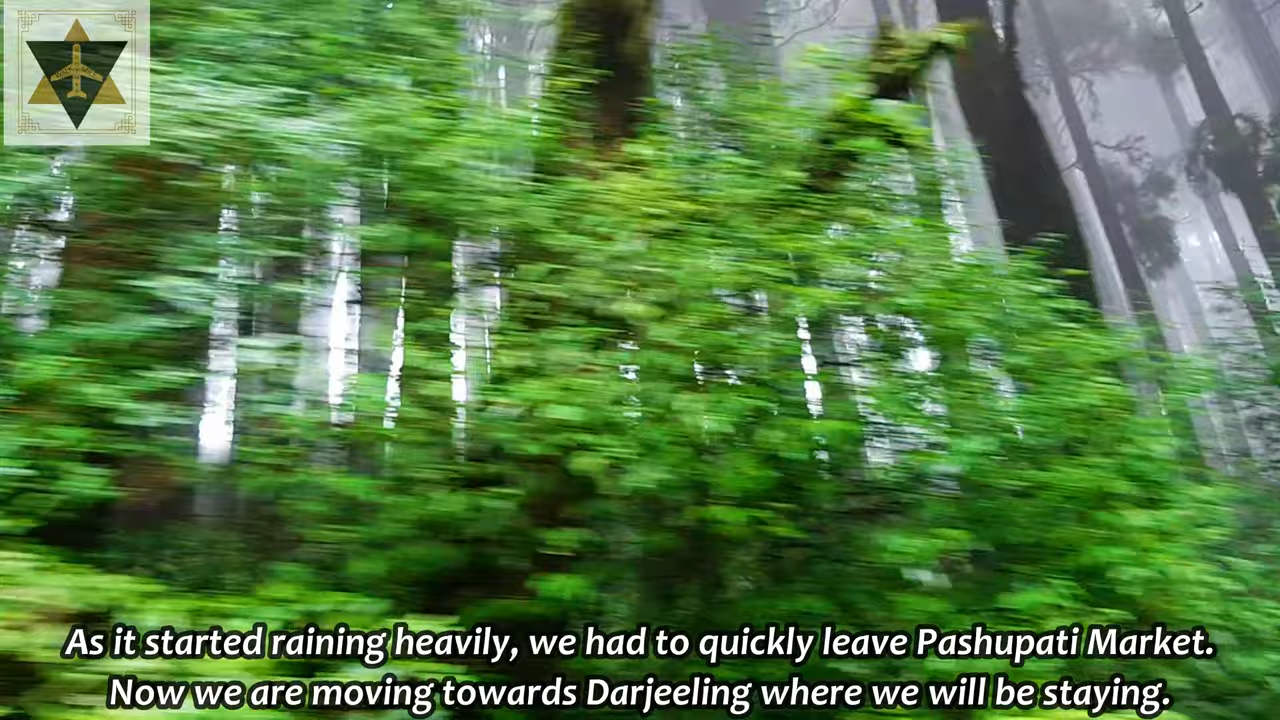 As it started raining heavily, we had to quickly leave Pashupati Market.
Now we are moving towards Darjeeling where we will be staying.